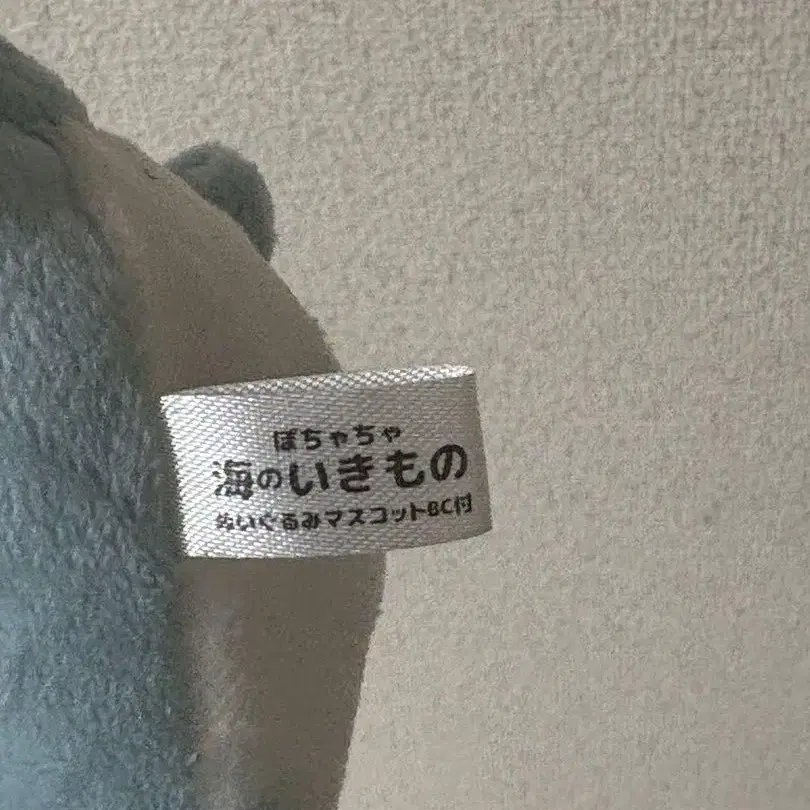 ぽちゃちゃ
海のいきもの
ぬいぐるみマスコットBC付